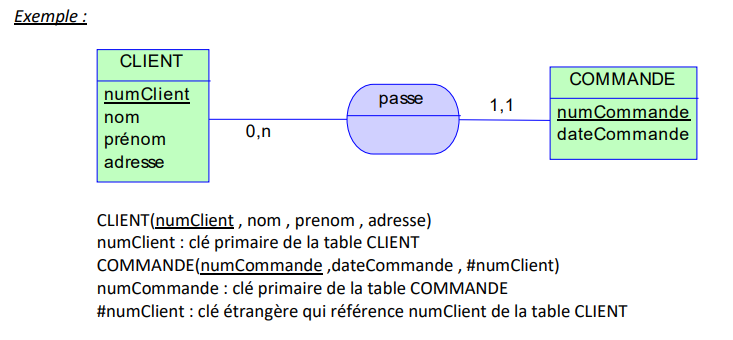 Exemple :
CLIENT
numClient
nom
prénom
adresse
0,n
passe
1,1
COMMANDE
numCommande
dateCommande
CLIENT(numClient , nom , prenom , adresse)
numClient : clé primaire de la table CLIENT
COMMANDE(numCommande ,dateCommande , #numClient)
numCommande : clé primaire de la table COMMANDE
#numClient : clé étrangère qui référence numClient de la table CLIENT